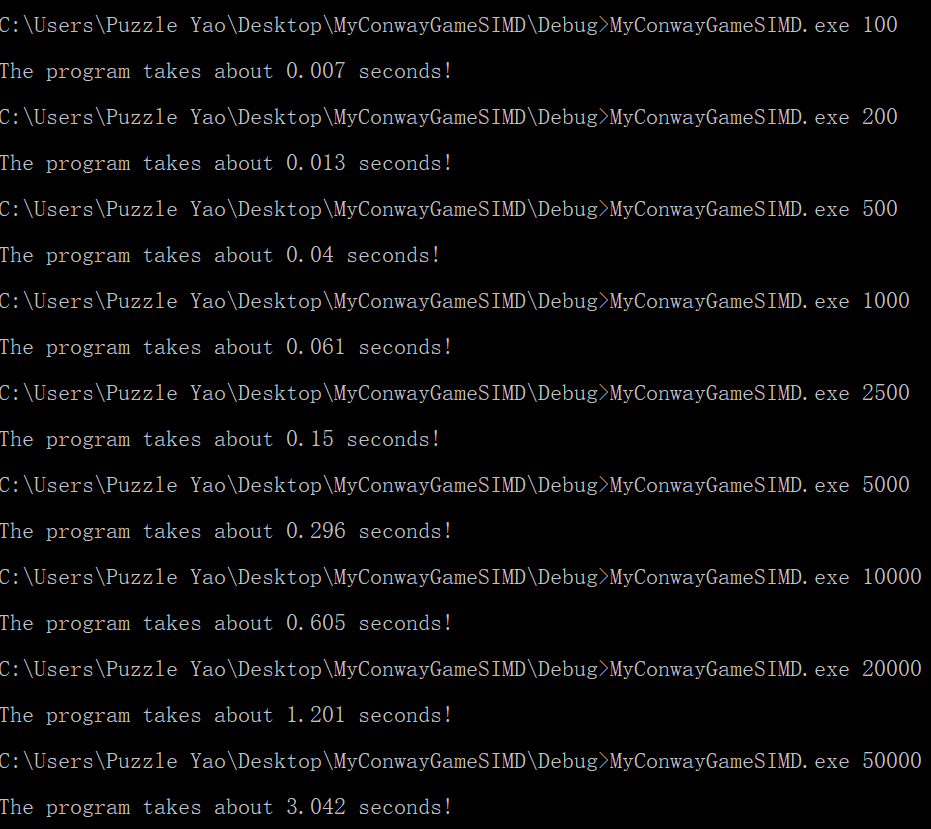 C:\Users\Puzzle Yao\Desktop\MyConwayGameSIMD\Debug>MyConwayGameSIMD.exe 100
The program takes about 0.007 seconds!
C:\Users\Puzzle Yao\Desktop\MyConwayGameSIMD\Debug>MyConwayGameSIMD.exe 200
The program takes about 0.013 seconds!
C:\Users\Puzzle Yao\Desktop\MyConwayGameSIMD\Debug>MyConwayGameSIMD.exe 500
The program takes about 0.04 seconds!
C:\Users\Puzzle Yao\Desktop\MyConwayGameSIMD\Debug>MyConwayGameSIMD.exe 1000
The program takes about 0.061 seconds!
C:\Users\Puzzle Yao\Desktop\MyConwayGameSIMD\Debug>MyConwayGameSIMD.exe 2500
The program takes about 0.15 seconds!
C:\Users\Puzzle Yao\Desktop\MyConwayGameSIMD\Debug>MyConwayGameSIMD.exe 5000
The program takes about 0.296 seconds!
C:\Users\Puzzle Yao\Desktop\MyConwayGameSIMD\Debug>MyConwayGameSIMD.exe 10000
The program takes about 0.605 seconds!
C:\Users\Puzzle Yao\Desktop\MyConwayGameSIMD\Debug>MyConwayGameSIMD.exe 20000
The program takes about 1.201 seconds!
C:\Users\Puzzle Yao\Desktop\MyConwayGameSIMD\Debug>MyConwayGameSIMD.exe 50000
The program takes about 3.042 seconds!